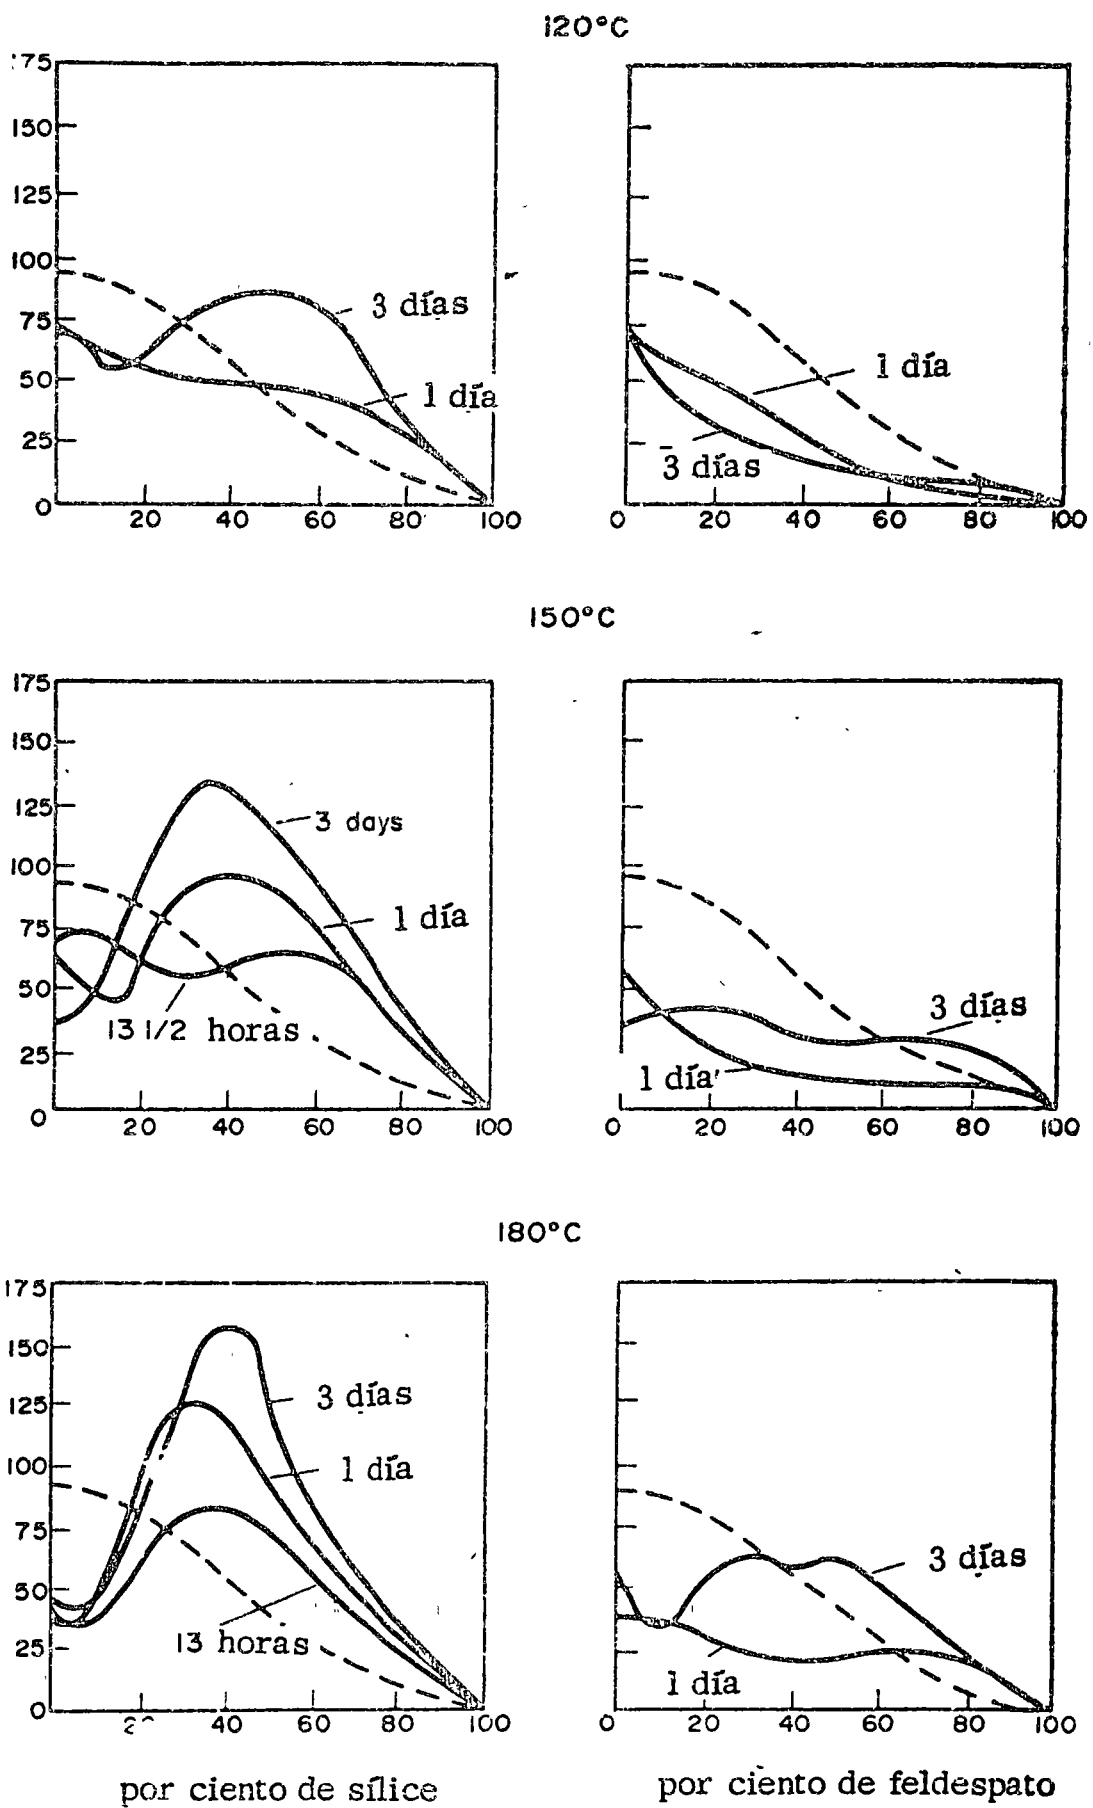 120°C
175
150
125
100
75
50
25
0
20 40 60 80 100
3 días
1 día
0 20 40 60 80 100
1 día
3 días
150°C
175
150
125
100
75
50
25
0
20 40 60 80 100
3 days
1 día
13 1/2 horas
0 20 40 60 80 100
3 días
1 día
180°C
175
150
125
100
75
50
25
0
40 60 80 100
3 días
1 día
13 horas
0 20 40 60 80 100
3 días
1 día
por ciento de sílice
por ciento de feldespato